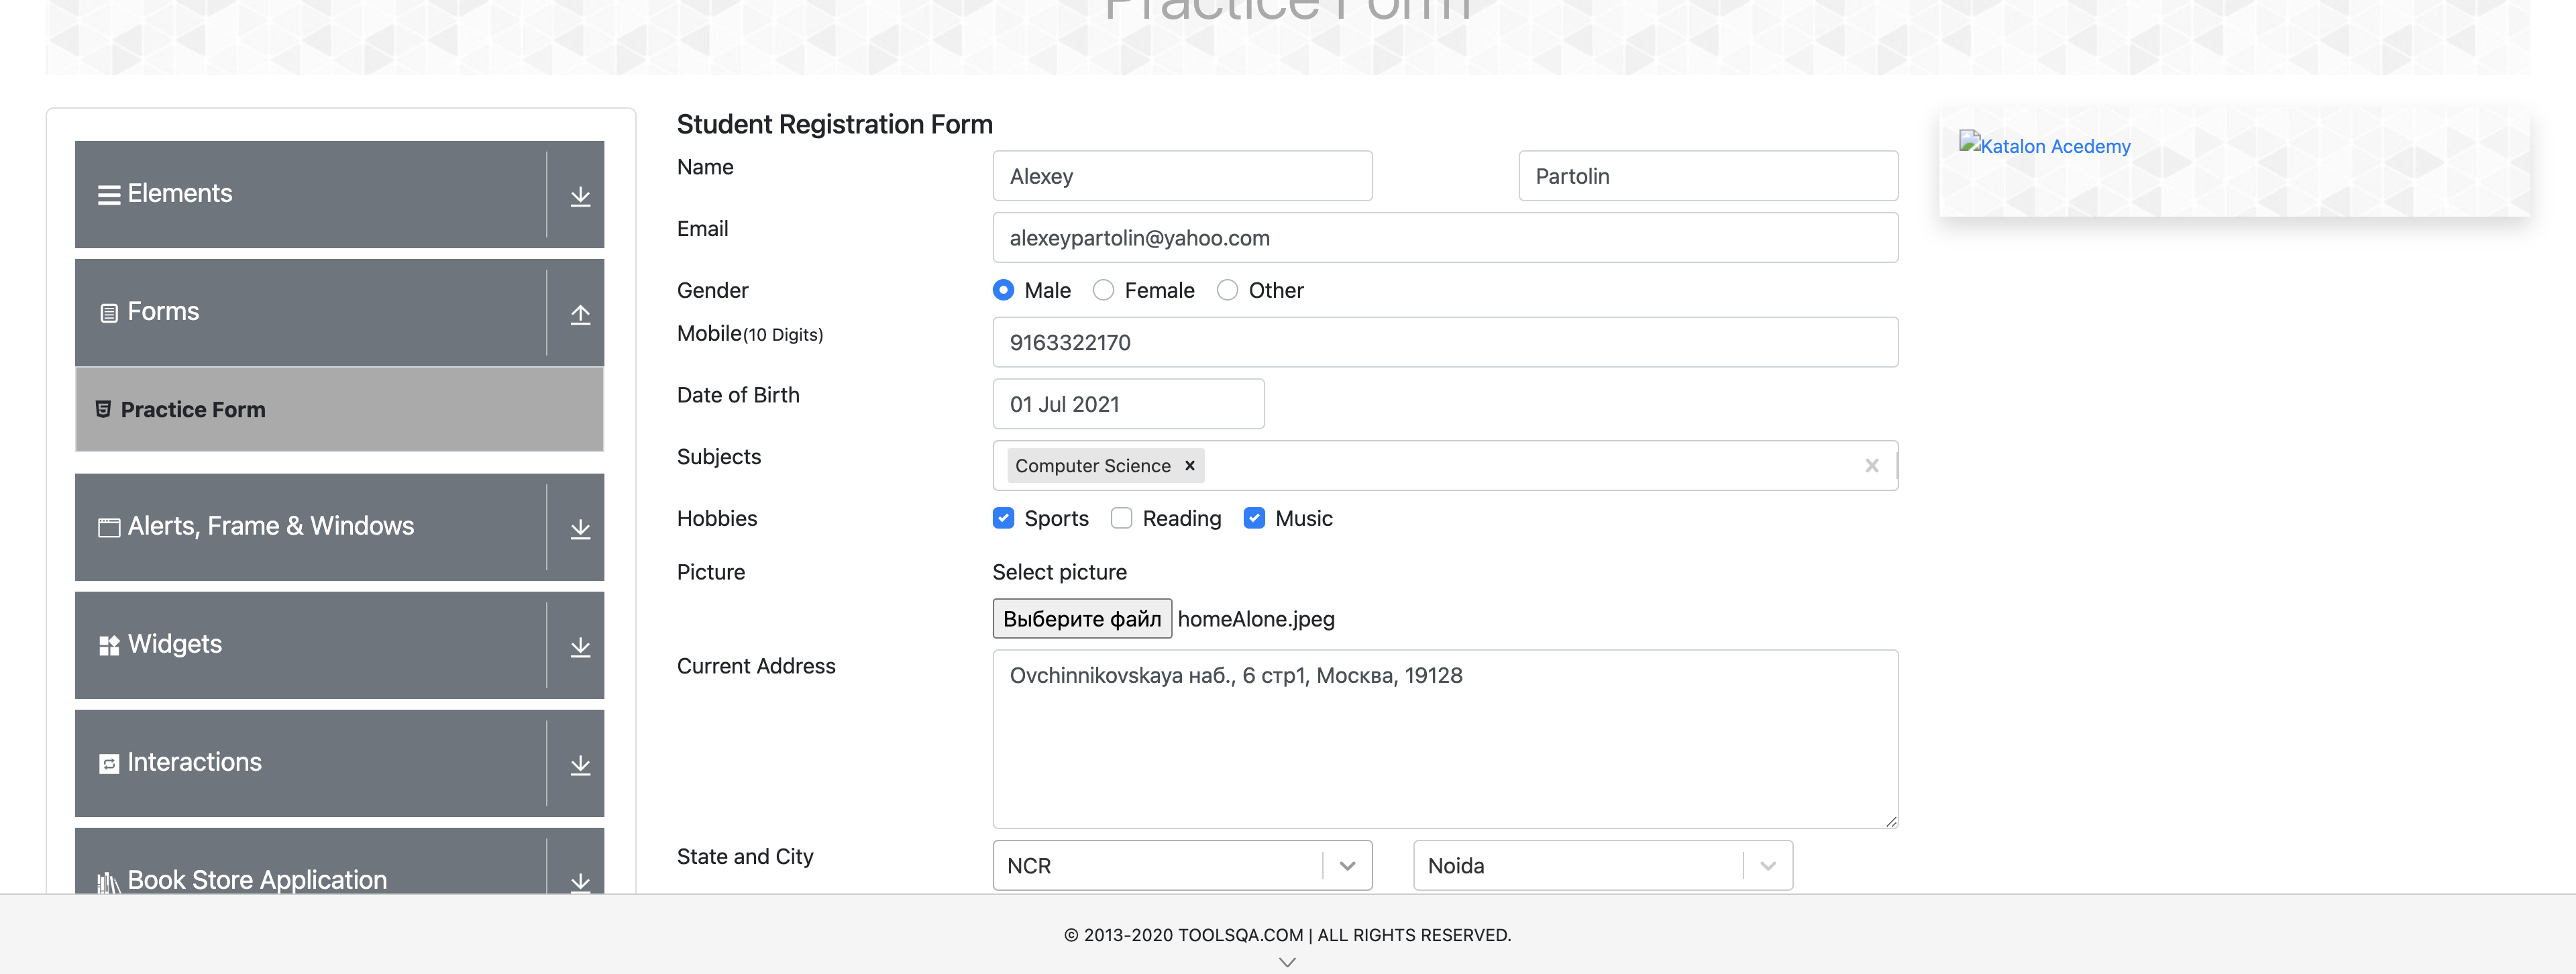 Practice Form
Elements
Forms
Practice Form
Alerts, Frame & Windows
Widgets
Interactions
Book Store Application
Student Registration Form
Name
Alexey
Partolin
Email
alexeypartolin@yahoo.com
Gender
Male
Female
Other
Mobile(10 Digits)
9163322170
Date of Birth
01 Jul 2021
Subjects
Computer Science
Hobbies
Sports
Reading
Music
Picture
Select picture
Выберите файл homeAlone.jpeg
Current Address
Ovchinnikovskaya наб., 6 стр1, Москва, 19128
State and City
NCR
Noida
Katalon Acedemy
© 2013-2020 TOOLSQA.COM | ALL RIGHTS RESERVED.